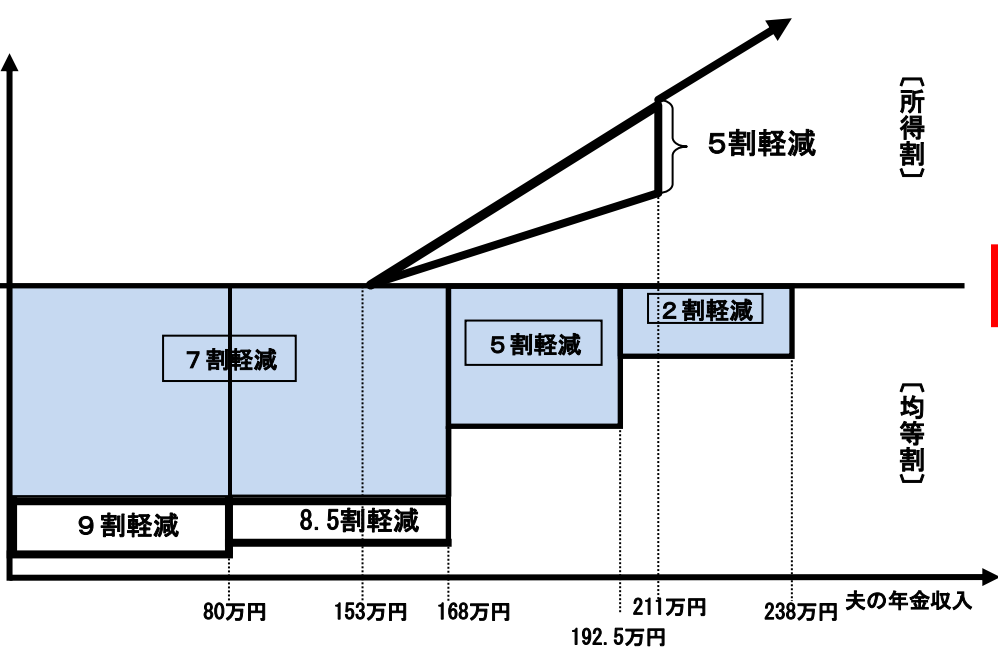 ５割軽減
〔所得割〕
７割軽減
５割軽減
２割軽減
〔均等割〕
９割軽減
8.5割軽減
80万円
153万円
168万円
192.5万円
211万円
238万円
夫の年金収入